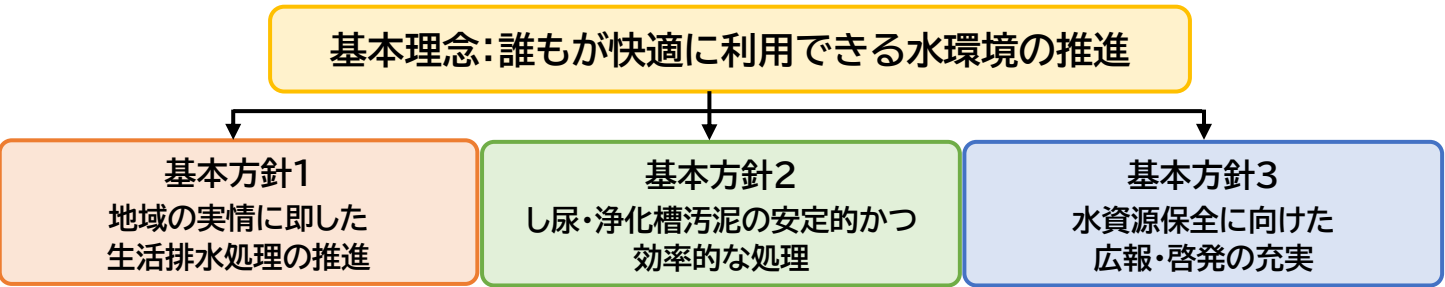 基本理念:誰もが快適に利用できる水環境の推進
基本方針1
地域の実情に即した
生活排水処理の推進
基本方針2
し尿・浄化槽汚泥の安定的かつ
効率的な処理
基本方針3
水資源保全に向けた
広報・啓発の充実